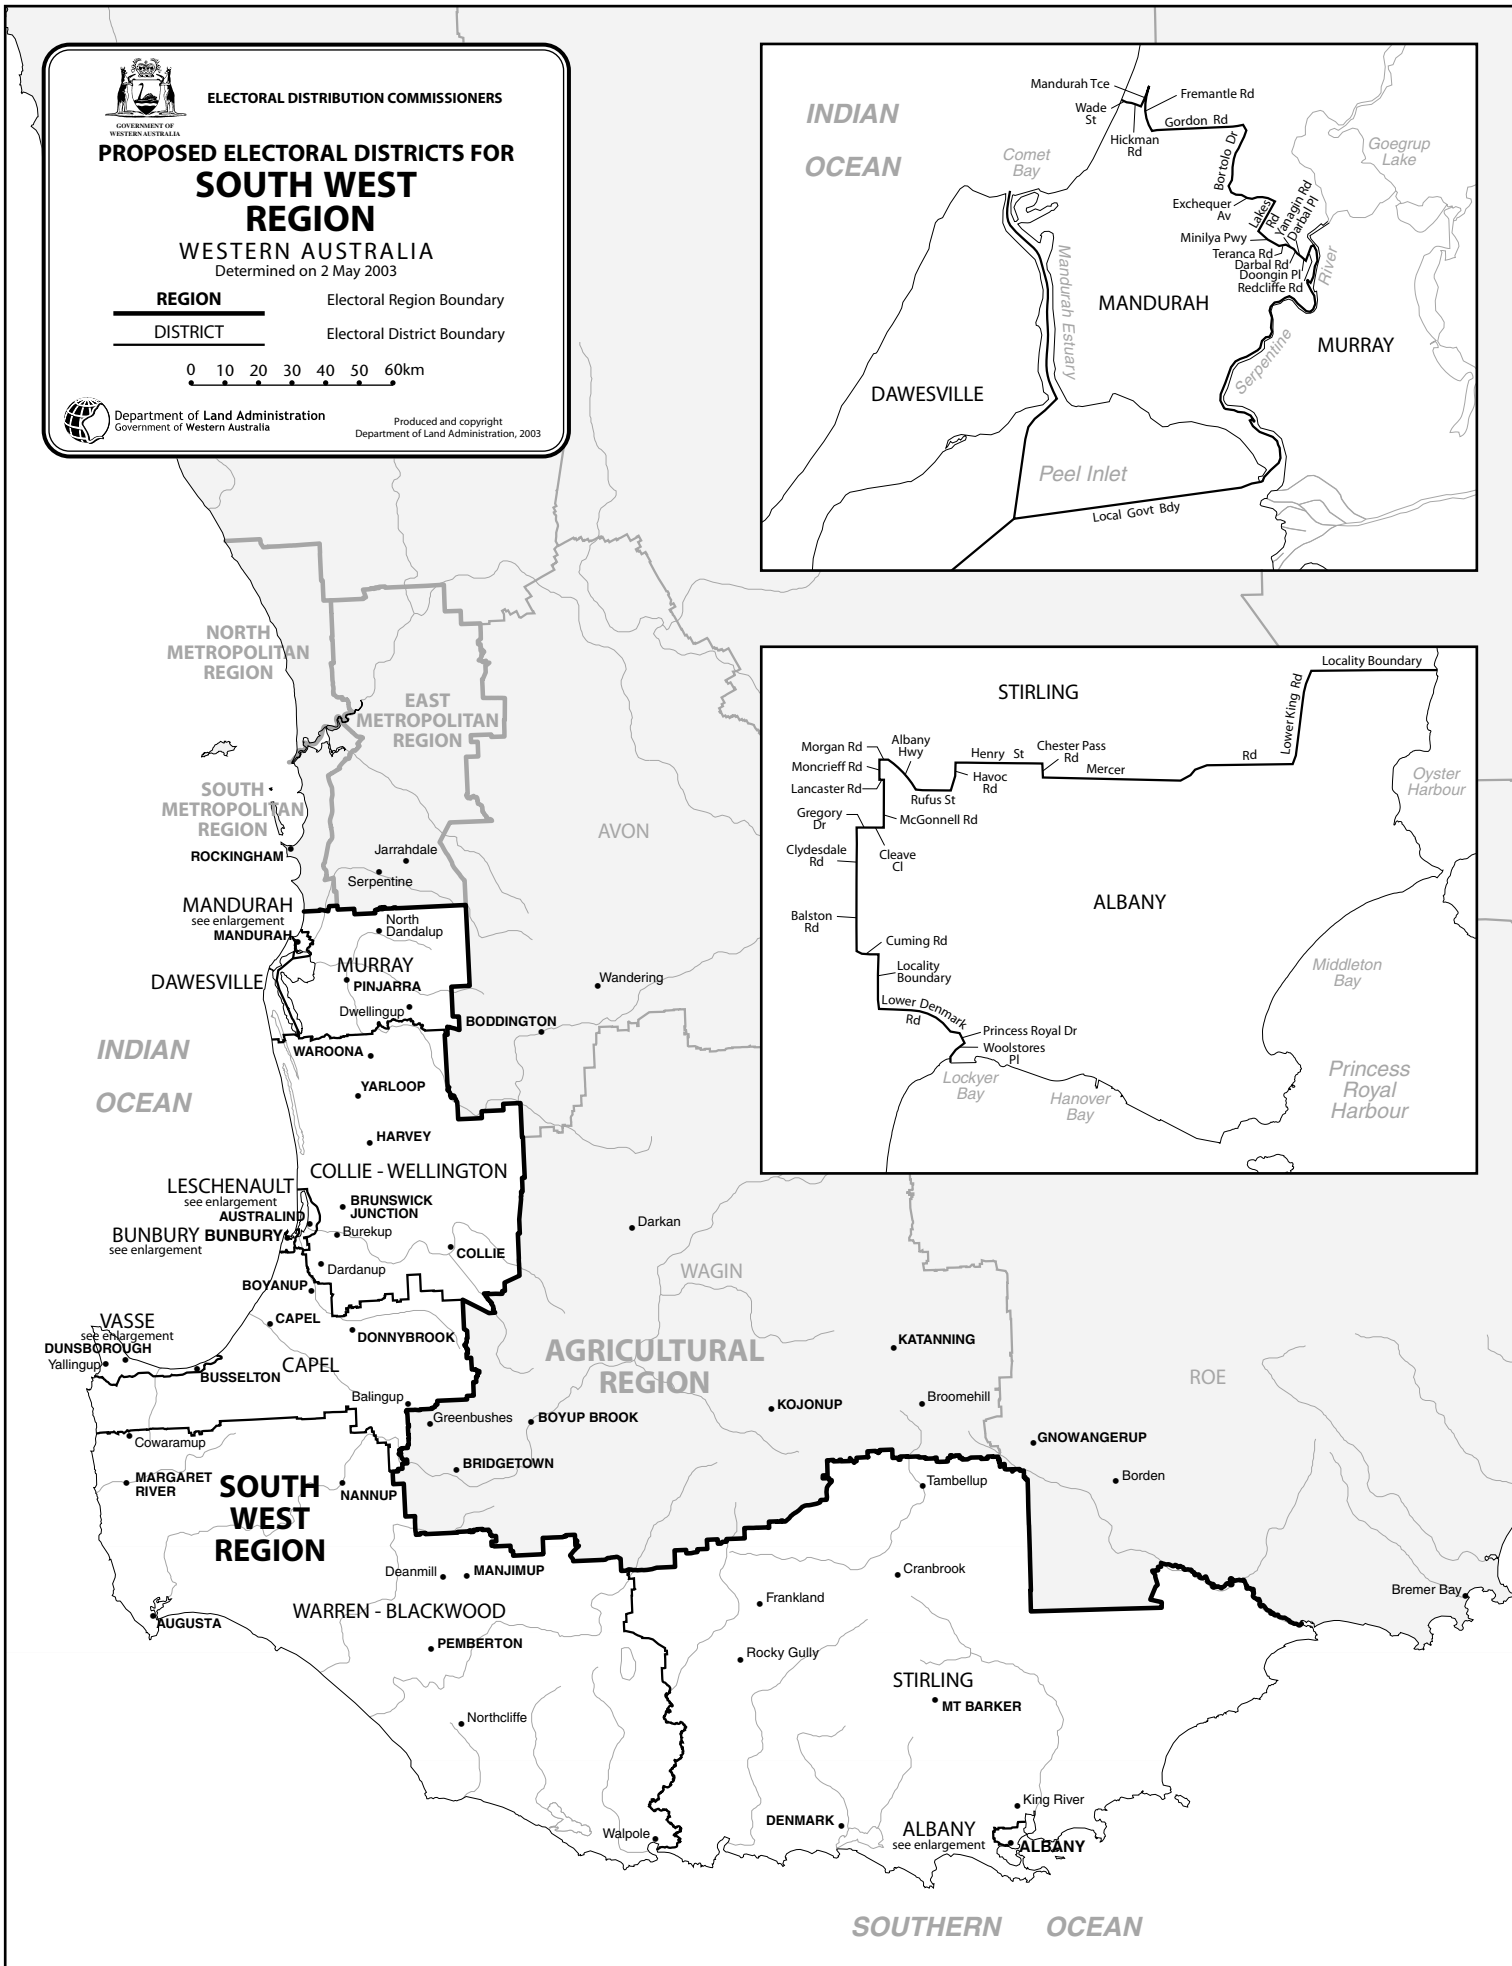 GOVERNMENT OF
WESTERN AUSTRALIA
ELECTORAL DISTRIBUTION COMMISSIONERS
PROPOSED ELECTORAL DISTRICTS FOR
SOUTH WEST
REGION
WESTERN AUSTRALIA
Determined on 2 May 2003
REGION
Electoral Region Boundary
DISTRICT
Electoral District Boundary
0 10 20 30 40 50 60km
Department of Land Administration
Government of Western Australia
Produced and copyright
Department of Land Administration, 2003
INDIAN
OCEAN
Comet
Bay
Mandurah Tce
Wade
St
Hickman
Rd
Fremantle Rd
Gordon Rd
Bortolo Dr
Exchequer
Av
Lakes
Rd
Yanagin Rd
Darbal Pl
Minilya Pwy
Teranca Rd
Darbal Rd
Doongin Pl
Redcliffe Rd
Goegrup
Lake
Serpentine
River
Mandurah Estuary
MANDURAH
MURRAY
DAWESVILLE
Peel Inlet
Local Govt Bdy
STIRLING
Locality Boundary
Lower King Rd
Morgan Rd
Moncrieff Rd
Lancaster Rd
Albany
Hwy
Rufus St
Henry St
Havoc
Rd
Chester Pass
Rd
Mercer
Rd
Gregory
Dr
McGonnell Rd
Clydesdale
Rd
Cleave
Cl
Balston
Rd
Cuming Rd
Locality
Boundary
Lower Denmark
Rd
Princess Royal Dr
Woolstores
Pl
ALBANY
Oyster
Harbour
Middleton
Bay
Lockyer
Bay
Hanover
Bay
Princess
Royal
Harbour
NORTH
METROPOLITAN
REGION
EAST
METROPOLITAN
REGION
SOUTH
METROPOLITAN
REGION
AVON
ROCKINGHAM
Jarrahdale
Serpentine
MANDURAH
see enlargement
MANDURAH
North
Dandalup
DAWESVILLE
MURRAY
PINJARRA
Dwellingup
Wandering
BODDINGTON
INDIAN
OCEAN
WAROONA
YARLOOP
HARVEY
COLLIE - WELLINGTON
LESCHENAULT
see enlargement
AUSTRALIND
BRUNSWICK
JUNCTION
BUNBURY
see enlargement
BUNBURY
Burekup
COLLIE
Dardanup
BOYANUP
Darkan
WAGIN
VASSE
see enlargement
DUNSBOROUGH
Yallingup
CAPEL
DONNYBROOK
BUSSELTON
CAPEL
Balingup
AGRICULTURAL
REGION
KATANNING
ROE
Greenbushes
BOYUP BROOK
KOJONUP
Broomehill
GNOWANGERUP
Cowaramup
BRIDGETOWN
MARGARET
RIVER
NANNUP
Tambellup
Borden
SOUTH
WEST
REGION
Deanmill
MANJIMUP
Cranbrook
Frankland
Bremer Bay
AUGUSTA
WARREN - BLACKWOOD
PEMBERTON
Rocky Gully
STIRLING
MT BARKER
Northcliffe
King River
Walpole
DENMARK
ALBANY
see enlargement
ALBANY
SOUTHERN OCEAN